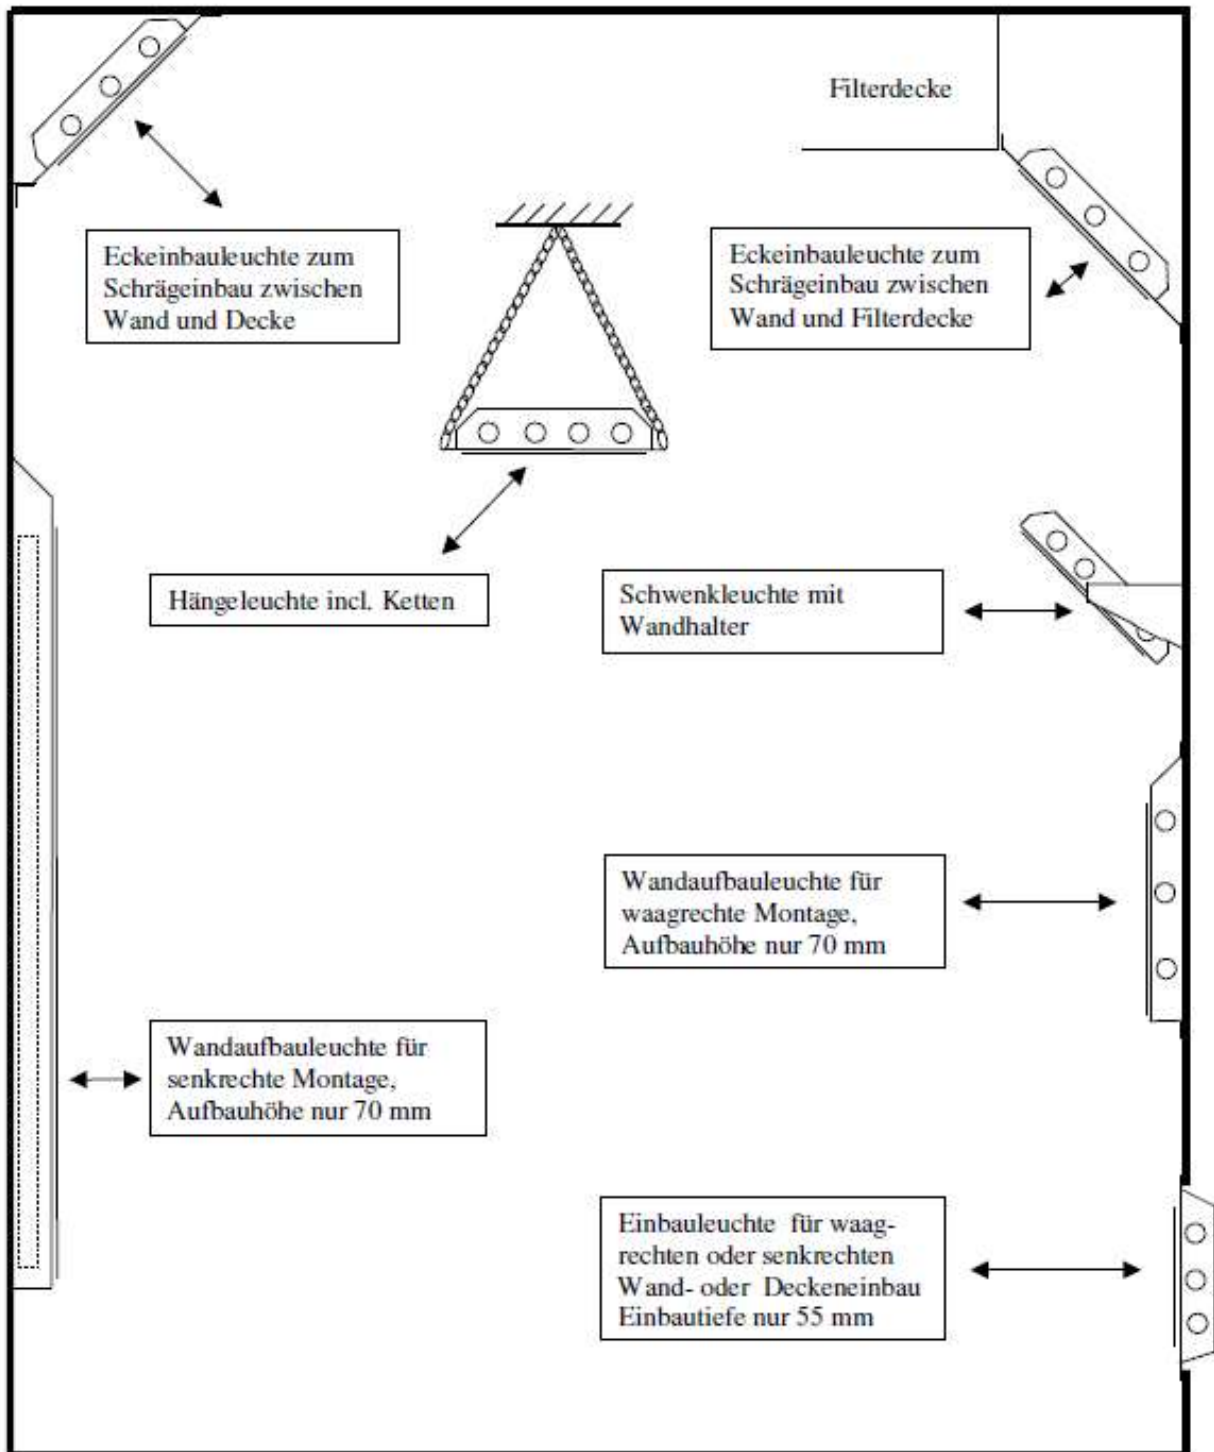 Filterdecke
Eckeinbauleuchte zum
Schrägeinbau zwischen
Wand und Decke
Eckeinbauleuchte zum
Schrägeinbau zwischen
Wand und Filterdecke
Hängeleuchte incl. Ketten
Schwenkleuchte mit
Wandhalter
Wandaufbauleuchte für
waagrechte Montage,
Aufbauhöhe nur 70 mm
Wandaufbauleuchte für
senkrechte Montage,
Aufbauhöhe nur 70 mm
Einbauleuchte für waag-
rechten oder senkrechten
Wand- oder Deckeneinbau
Einbautiefe nur 55 mm